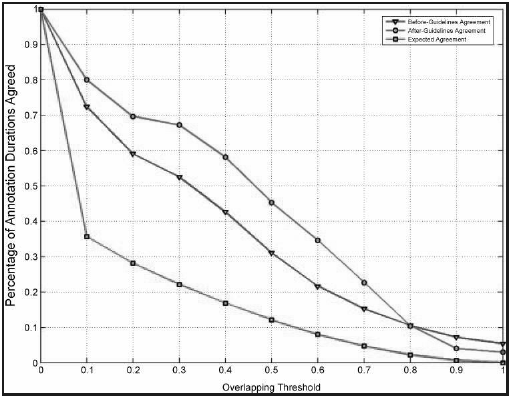 Before-Guidelines Agreement
After-Guidelines Agreement
Expected Agreement
Percentage of Annotation Durations Agreed
1
0.9
0.8
0.7
0.6
0.5
0.4
0.3
0.2
0.1
0
0 0.1 0.2 0.3 0.4 0.5 0.6 0.7 0.8 0.9 1
Overlapping Threshold